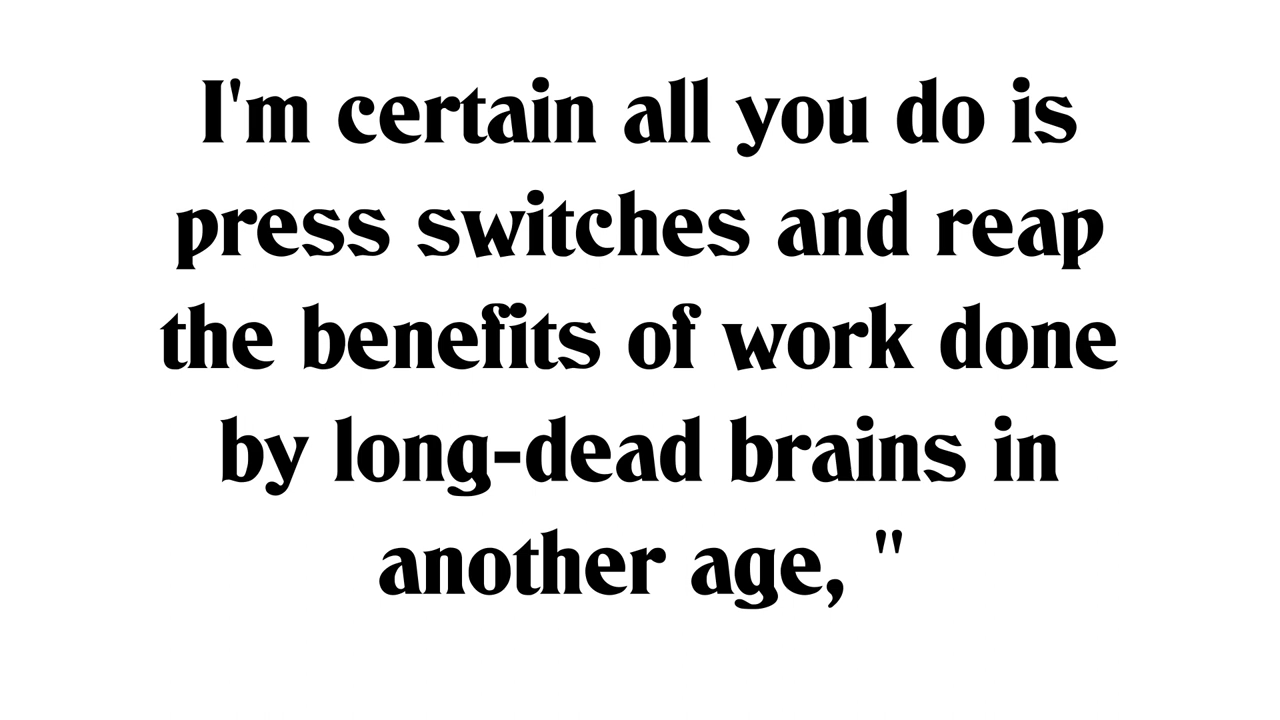 I'm certain all you do is
press switches and reap
the benefits of work done
by long-dead brains in
another age, "